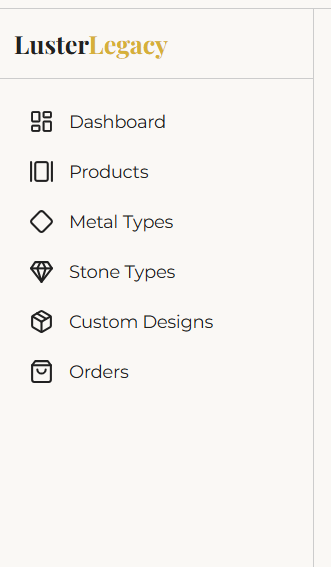 LusterLegacy
Dashboard
Products
Metal Types
Stone Types
Custom Designs
Orders